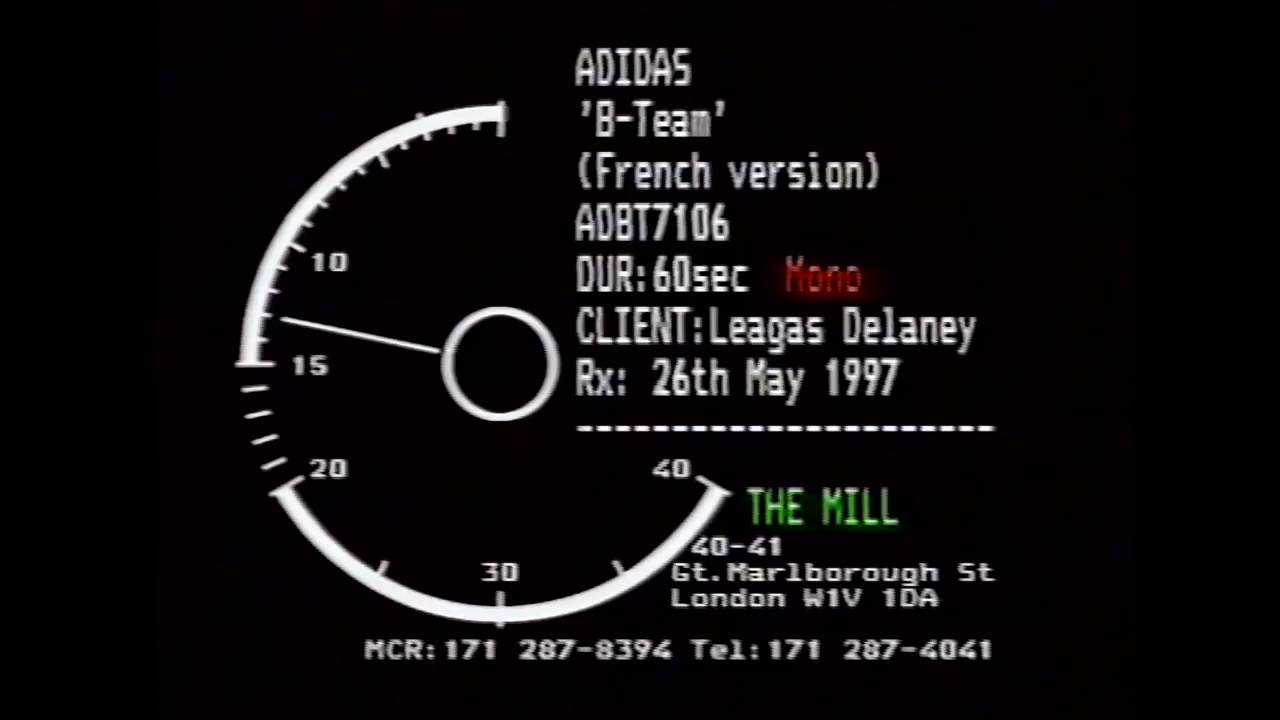 ADIDAS
'B-Team'
(French version)
ADBT7106
DUR:60sec Mono
CLIENT:Leagas Delaney
Rx: 26th May 1997
----------------------
10
15
20
30
40
THE MILL
40-41
Gt.Marlborough St
London W1V 1DA
MCR:171 287-8394 Tel:171 287-4041